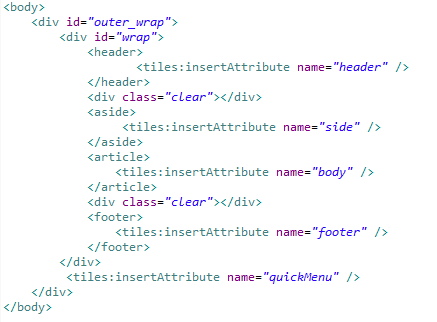 <body>
    <div id="outer_wrap">
        <div id="wrap">
            <header>
                <tiles:insertAttribute name="header" />
            </header>
            <div class="clear"></div>
            <aside>
                <tiles:insertAttribute name="side" />
            </aside>
            <article>
                <tiles:insertAttribute name="body" />
            </article>
            <div class="clear"></div>
            <footer>
                <tiles:insertAttribute name="footer" />
            </footer>
        </div>
        <tiles:insertAttribute name="quickMenu" />
    </div>
</body>